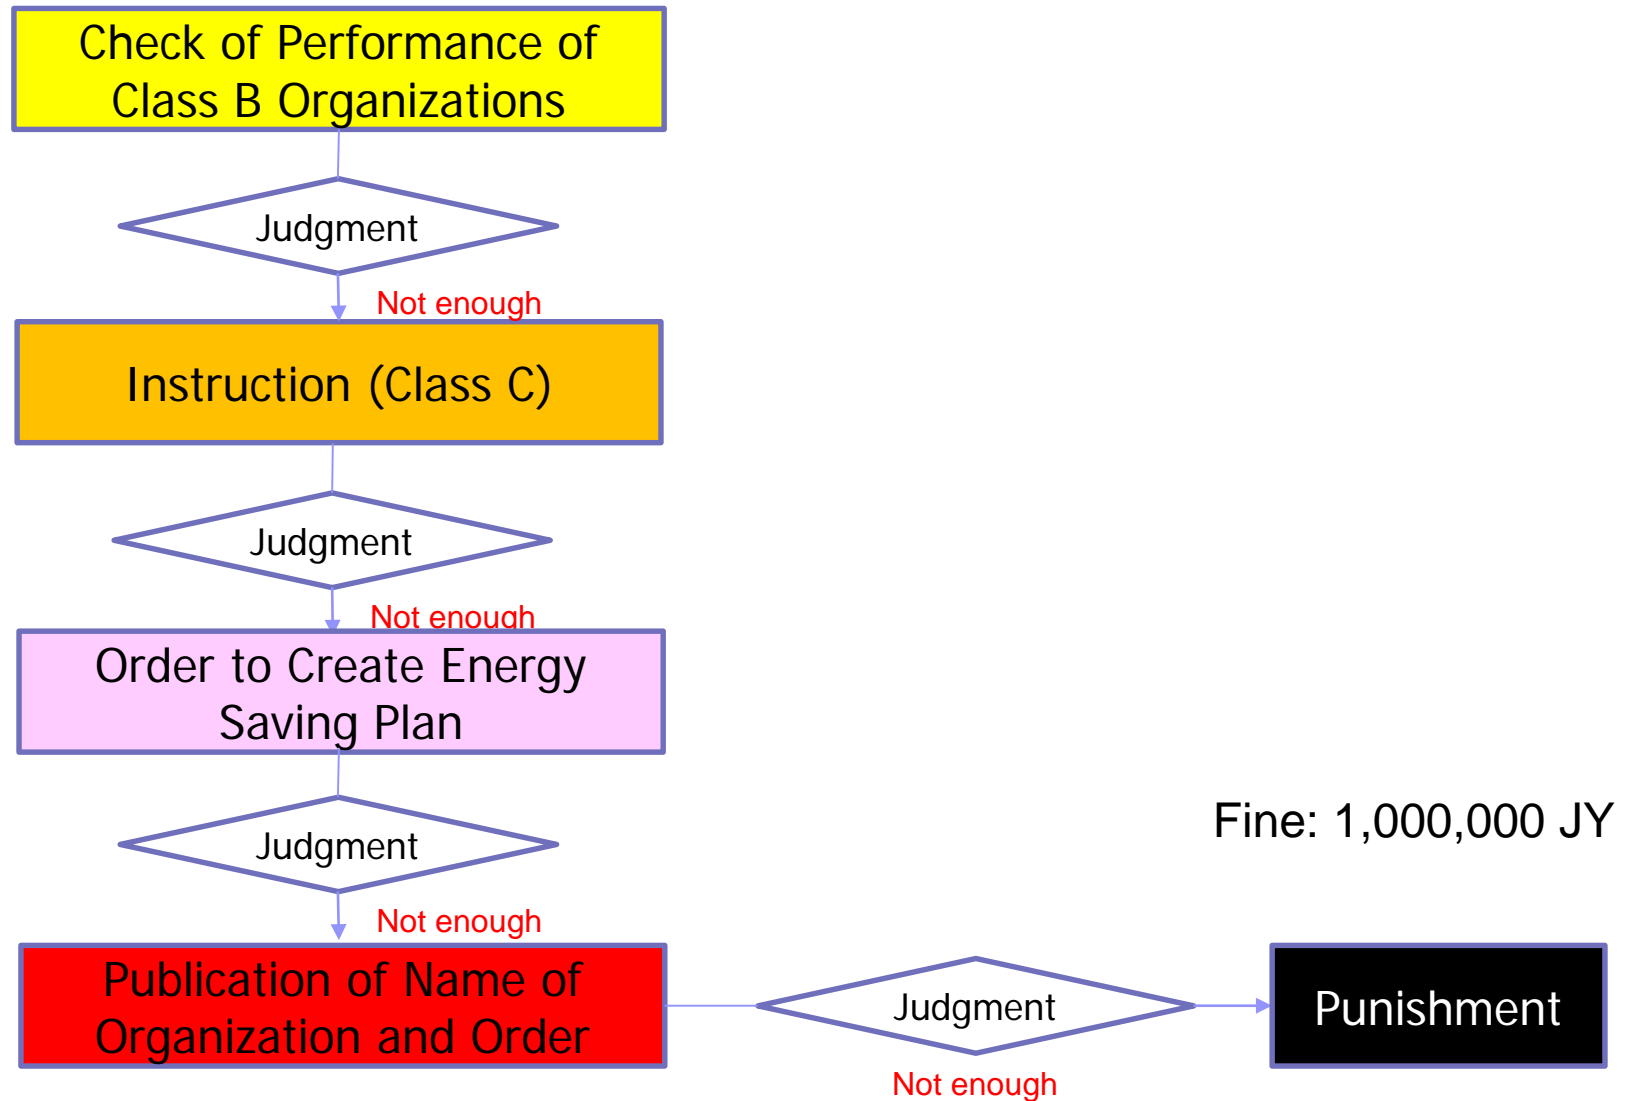 Check of Performance of
Class B Organizations
Judgment
Not enough
Instruction (Class C)
Judgment
Not enough
Order to Create Energy
Saving Plan
Judgment
Not enough
Fine: 1,000,000 JY
Publication of Name of
Organization and Order
Judgment
Not enough
Punishment